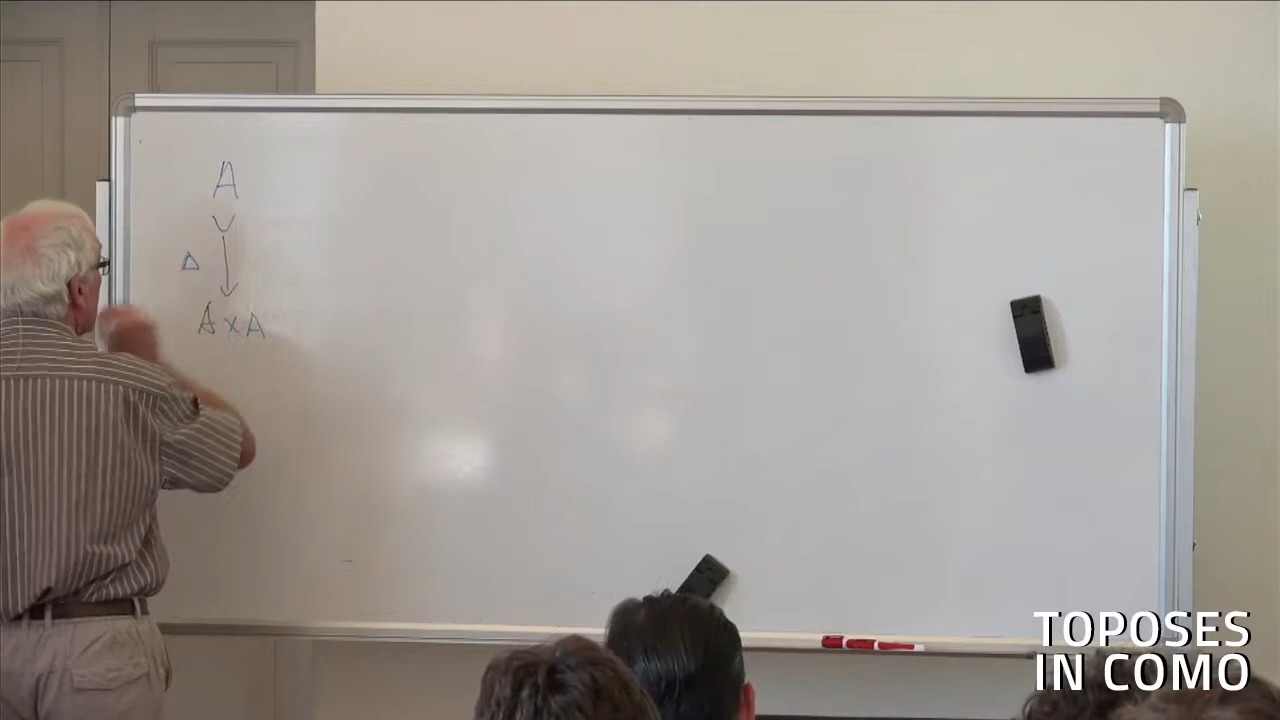 A
Δ
A × A
TOPOSES
IN COMO